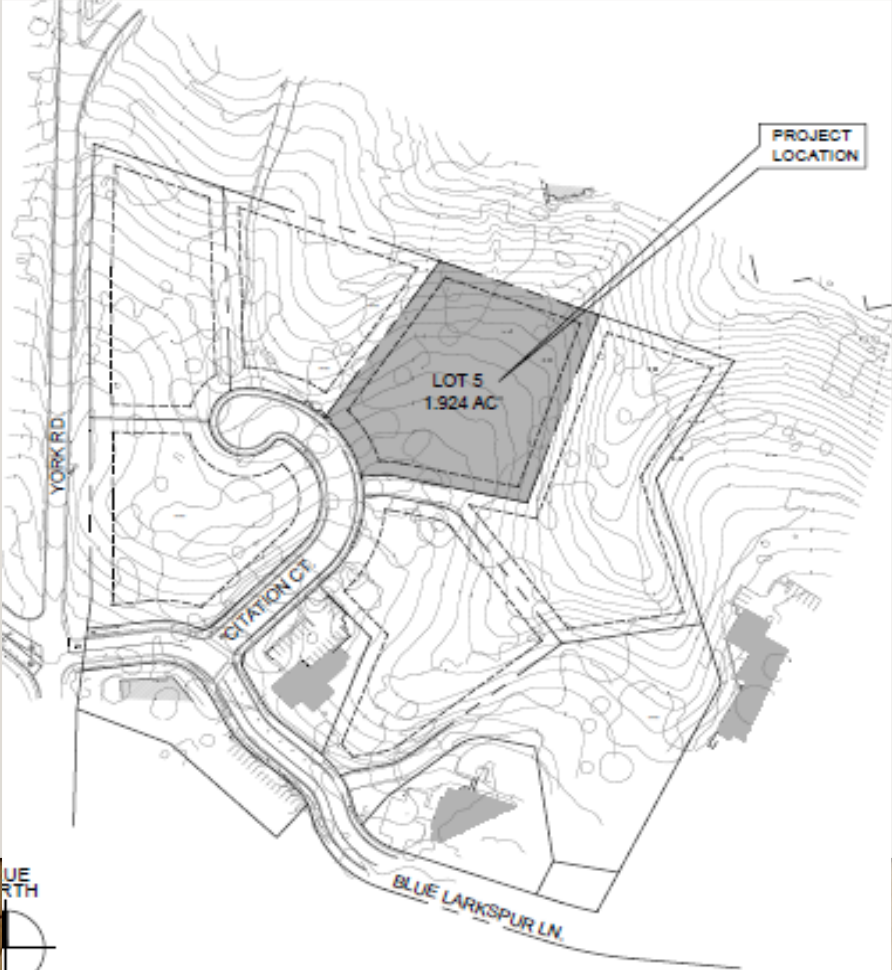 PROJECT
LOCATION
LOT 5
1.924 AC
YORK RD.
CITATION CT.
BLUE LARKSPUR LN.
UE
RTH